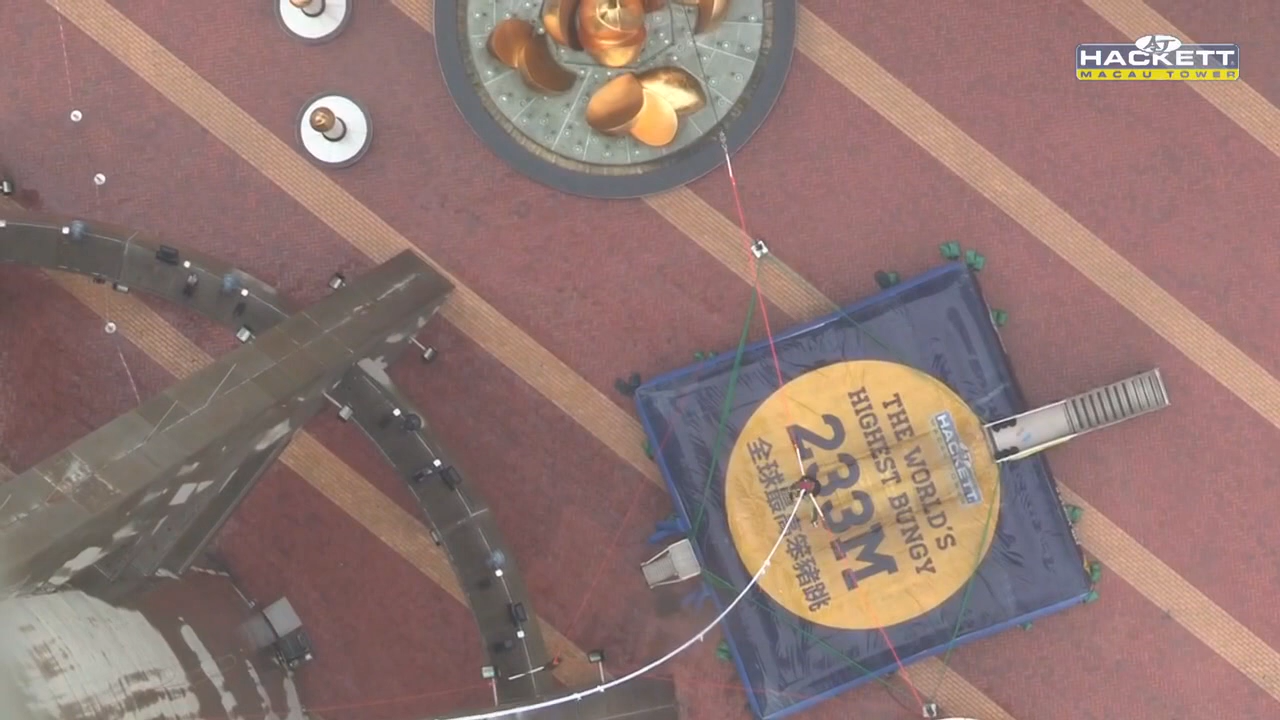 AJ
HACKETT
MACAU TOWER
AJ
HACKETT
THE WORLD'S
HIGHEST BUNGY
233M
全球最高笨豬跳